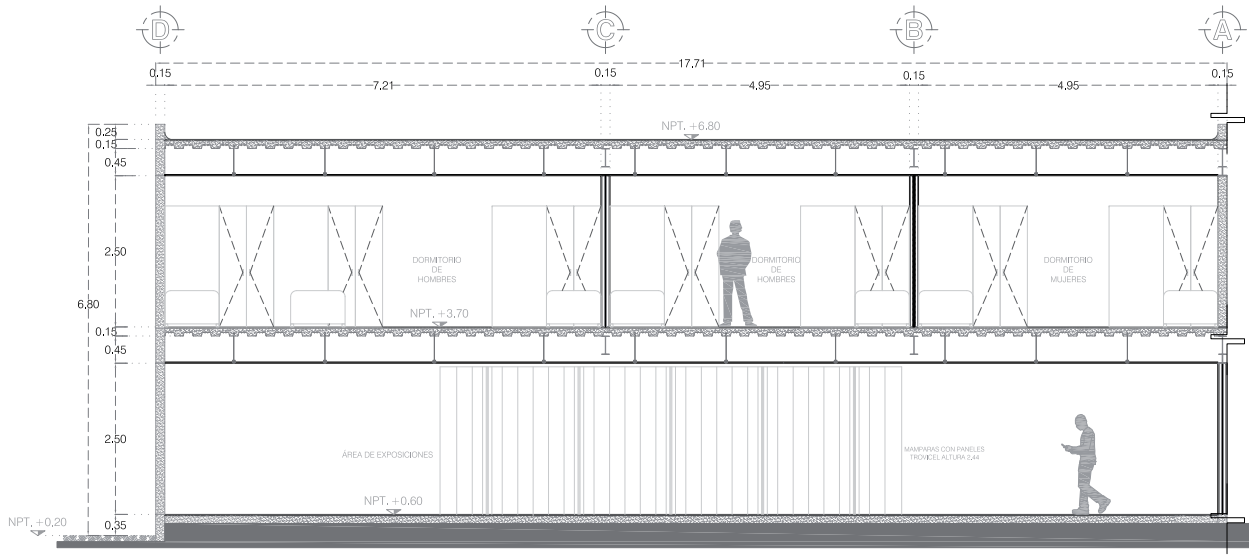 D C B A
17.71
0.15 7.21 0.15 4.95 0.15 4.95 0.15
NPT. +6.80
0.25
0.15
0.45
2.50
DORMITORIO
DE
HOMBRES
DORMITORIO
DE
HOMBRES
DORMITORIO
DE
MUJERES
6.80
NPT. +3,70
0.15
0.45
2.50
ÁREA DE EXPOSICIONES
MAMPARAS CON PANELES
TROVICEL ALTURA 2.44
NPT. +0.60
NPT. +0,20
0.35